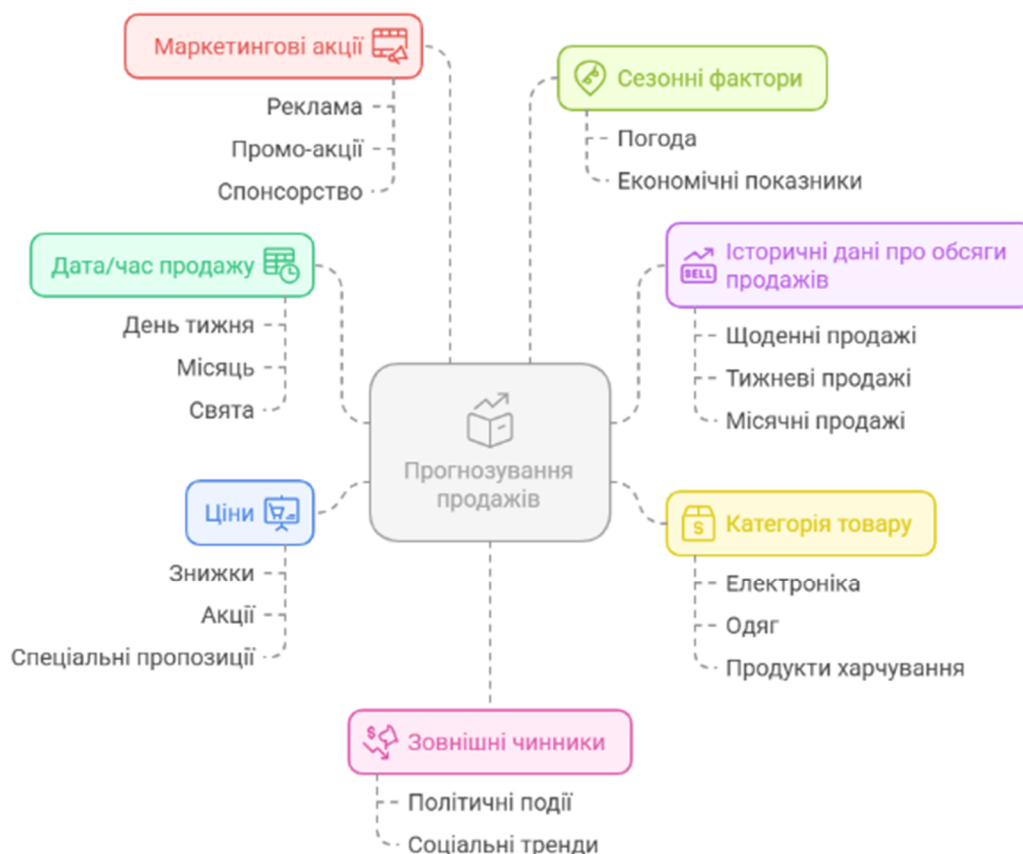 Маркетингові акції
Реклама
Промо-акції
Спонсорство
Сезонні фактори
Погода
Економічні показники
Дата/час продажу
День тижня
Місяць
Свята
SELL
Історичні дані про обсяги
продажів
Щоденні продажі
Тижневі продажі
Місячні продажі
Прогнозування
продажів
Ціни
Знижки
Акції
Спеціальні пропозиції
S
Категорія товару
Електроніка
Одяг
Продукти харчування
$
Зовнішні чинники
Політичні події
Соціальні тренди